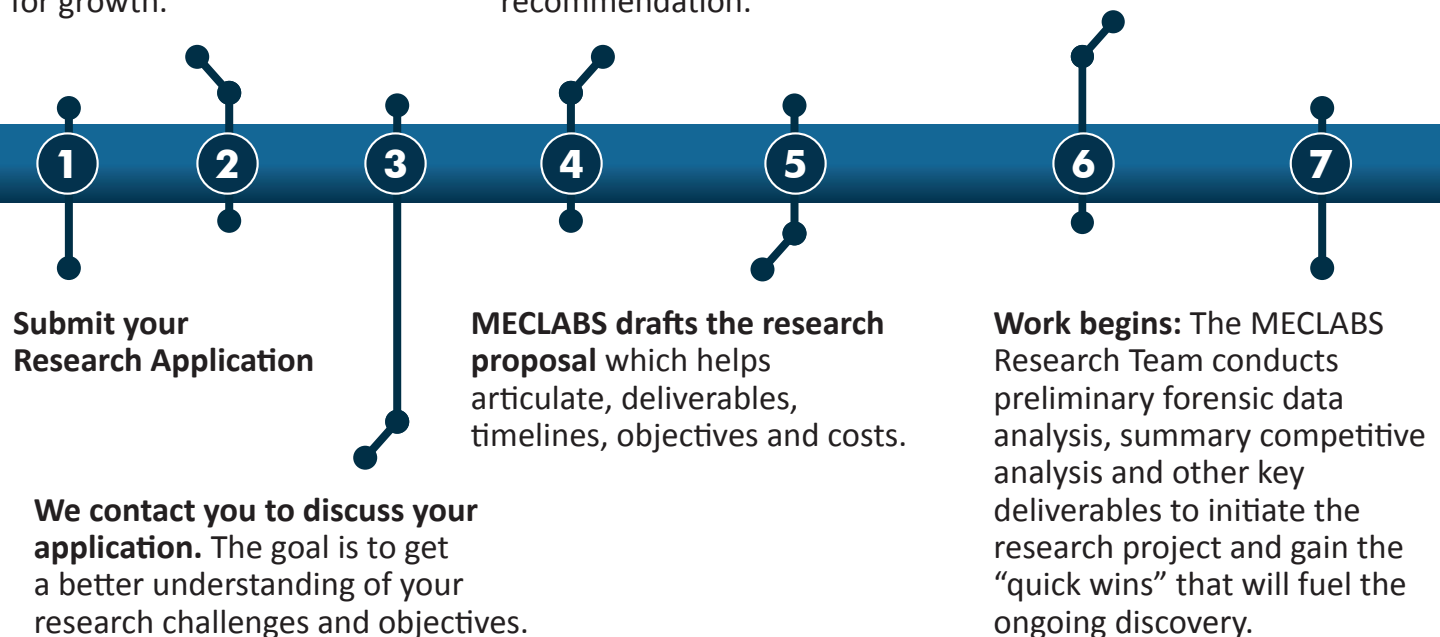 for growth.
recommendation.
1 2 3 4 5 6 7
Submit your
Research Application
We contact you to discuss your
application. The goal is to get
a better understanding of your
research challenges and objectives.
MECLABS drafts the research
proposal which helps
articulate, deliverables,
timelines, objectives and costs.
Work begins: The MECLABS
Research Team conducts
preliminary forensic data
analysis, summary competitive
analysis and other key
deliverables to initiate the
research project and gain the
“quick wins” that will fuel the
ongoing discovery.